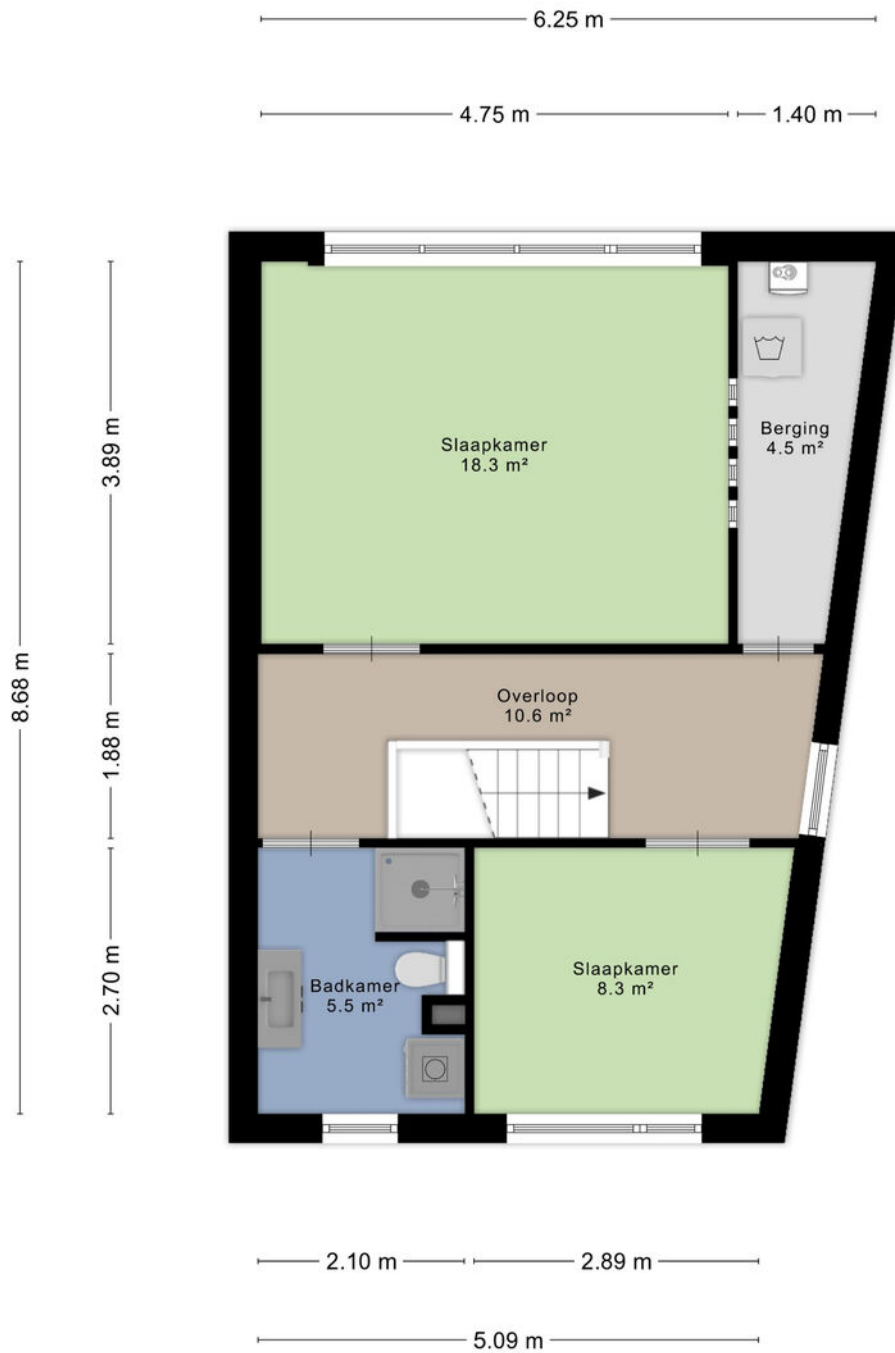 6.25 m
4.75 m
1.40 m
3.89 m
8.68 m
1.88 m
2.70 m
Slaapkamer
18.3 m²
Berging
4.5 m²
Overloop
10.6 m²
Badkamer
5.5 m²
Slaapkamer
8.3 m²
2.10 m
2.89 m
5.09 m